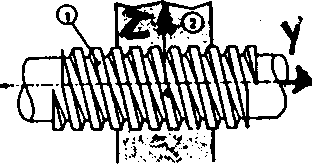 ① Z ② Y